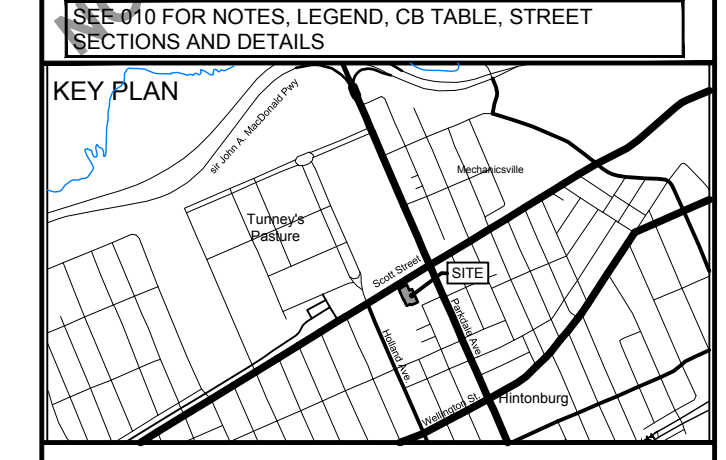 SEE 010 FOR NOTES, LEGEND, CB TABLE, STREET
SECTIONS AND DETAILS
KEY PLAN
sir John A. MacDonald Pwy
Mechanicsville
Tunney's
Pasture
Scott Street
SITE
Parkdale Ave.
Holland Ave.
Wellington St.
Hintonburg